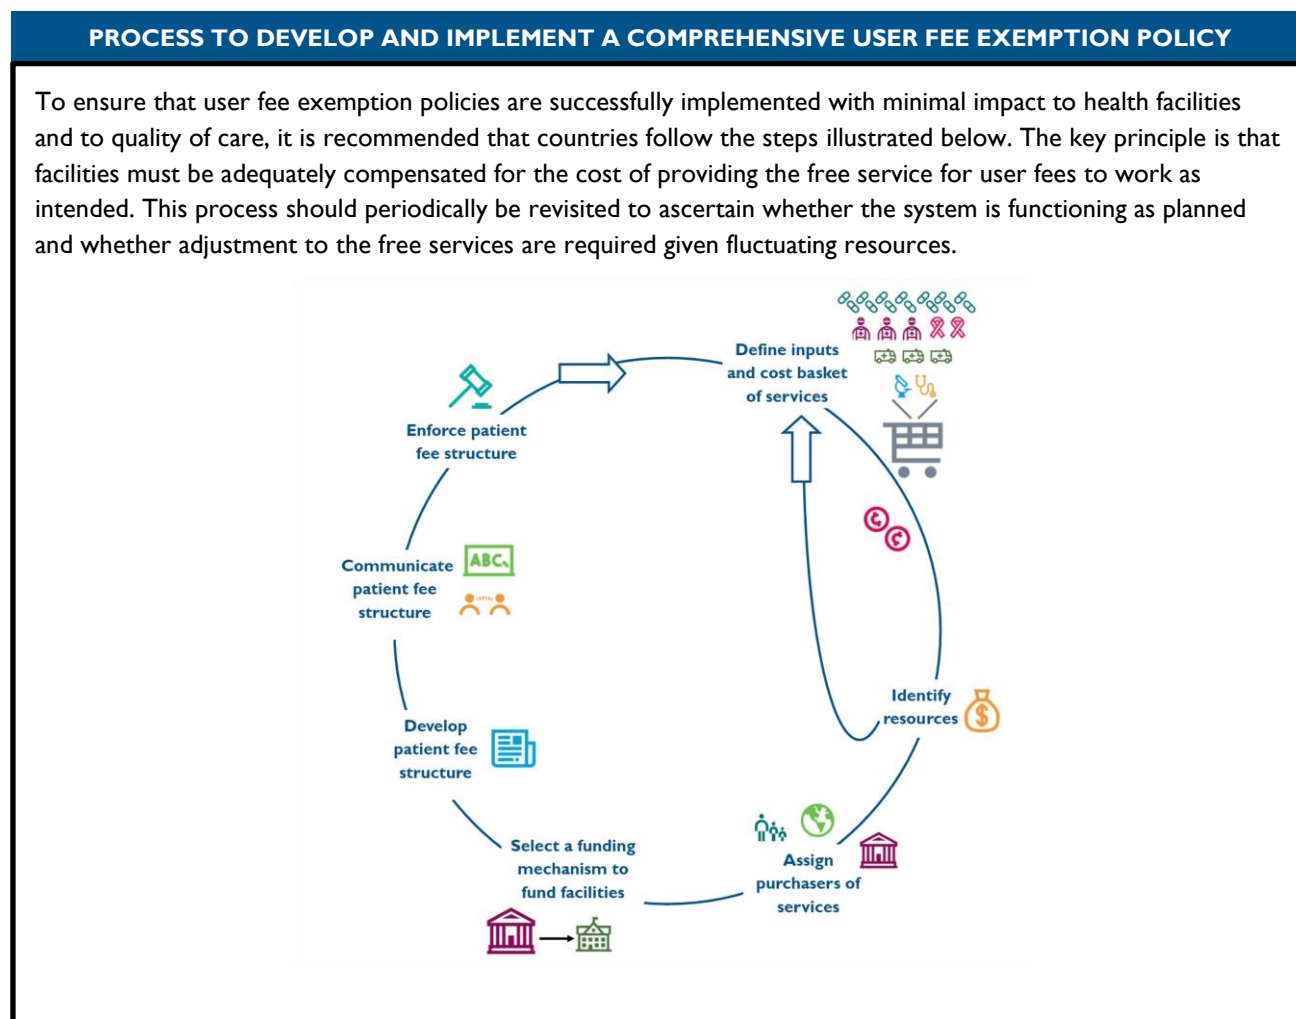 PROCESS TO DEVELOP AND IMPLEMENT A COMPREHENSIVE USER FEE EXEMPTION POLICY
To ensure that user fee exemption policies are successfully implemented with minimal impact to health facilities
and to quality of care, it is recommended that countries follow the steps illustrated below. The key principle is that
facilities must be adequately compensated for the cost of providing the free service for user fees to work as
intended. This process should periodically be revisited to ascertain whether the system is functioning as planned
and whether adjustment to the free services are required given fluctuating resources.
Define inputs
and cost basket
of services
Identify
resources
$
Assign
purchasers of
services
Select a funding
mechanism to
fund facilities
Develop
patient fee
structure
Communicate
patient fee
structure
ABC
Enforce patient
fee structure